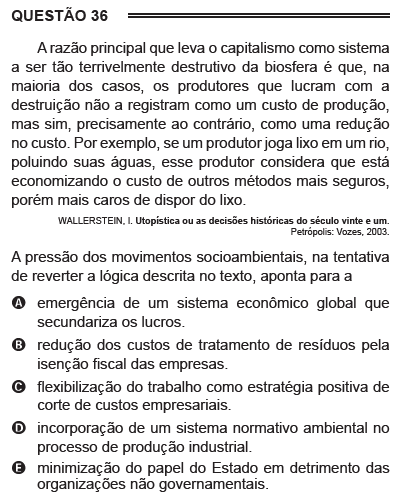 QUESTÃO 36
A razão principal que leva o capitalismo como sistema
a ser tão terrivelmente destrutivo da biosfera é que, na
maioria dos casos, os produtores que lucram com a
destruição não a registram como um custo de produção,
mas sim, precisamente ao contrário, como uma redução
no custo. Por exemplo, se um produtor joga lixo em um rio,
poluindo suas águas, esse produtor considera que está
economizando o custo de outros métodos mais seguros,
porém mais caros de dispor do lixo.
WALLERSTEIN, I. Utopística ou as decisões históricas do século vinte e um.
Petrópolis: Vozes, 2003.
A pressão dos movimentos socioambientais, na tentativa
de reverter a lógica descrita no texto, aponta para a
A emergência de um sistema econômico global que
secundariza os lucros.
B redução dos custos de tratamento de resíduos pela
isenção fiscal das empresas.
C flexibilização do trabalho como estratégia positiva de
corte de custos empresariais.
D incorporação de um sistema normativo ambiental no
processo de produção industrial.
E minimização do papel do Estado em detrimento das
organizações não governamentais.